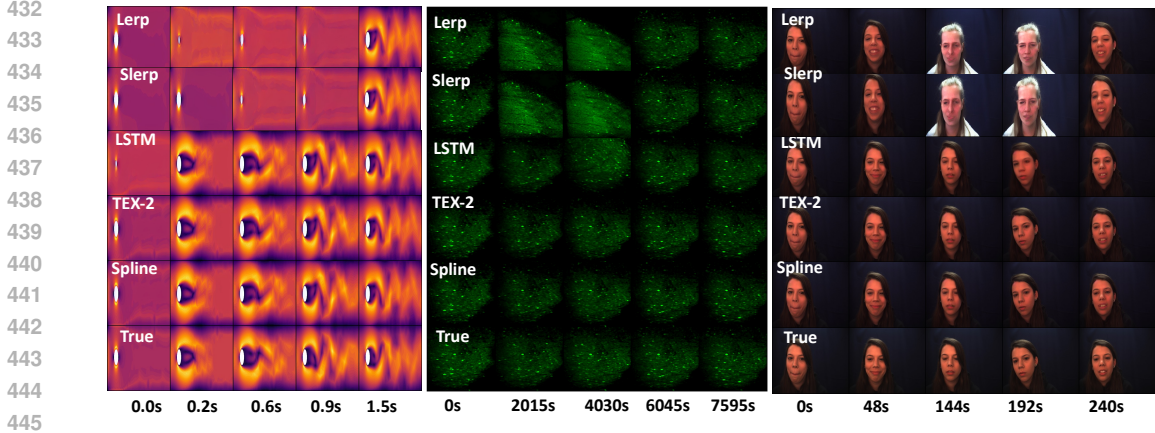 432
433
434
435
436
437
438
439
440
441
442
443
444
445
Lerp
Slerp
LSTM
TEX-2
Spline
True
0.0s 0.2s 0.6s 0.9s 1.5s
Lerp
Slerp
LSTM
TEX-2
Spline
True
0s 2015s 4030s 6045s 7595s
Lerp
Slerp
LSTM
TEX-2
Spline
True
0s 48s 144s 192s 240s